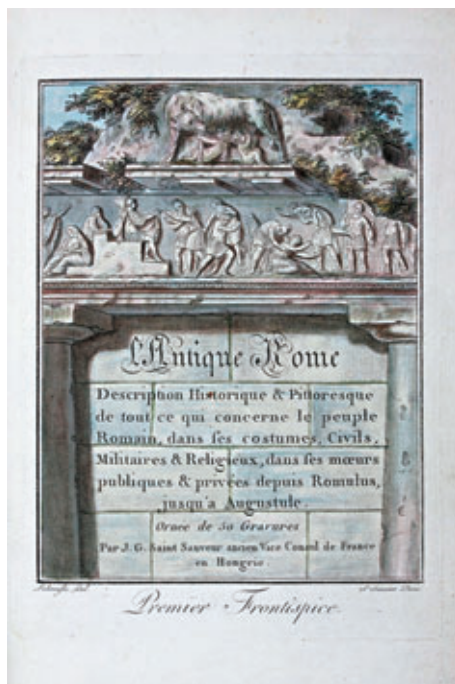 L'Antique Rome
Description Historique & Pittoresque
de tout ce qui concerne le peuple
Romain, dans ſes costumes, Civils,
Militaires & Religieux, dans ſes mœurs
publiques & privées depuis Romulus,
jusqu'a Augustule.
Ornée de 50 Gravures
Par J. G. Saint Sauveur ancien Vice Consul de France
en Hongrie.
Premier Frontispice.